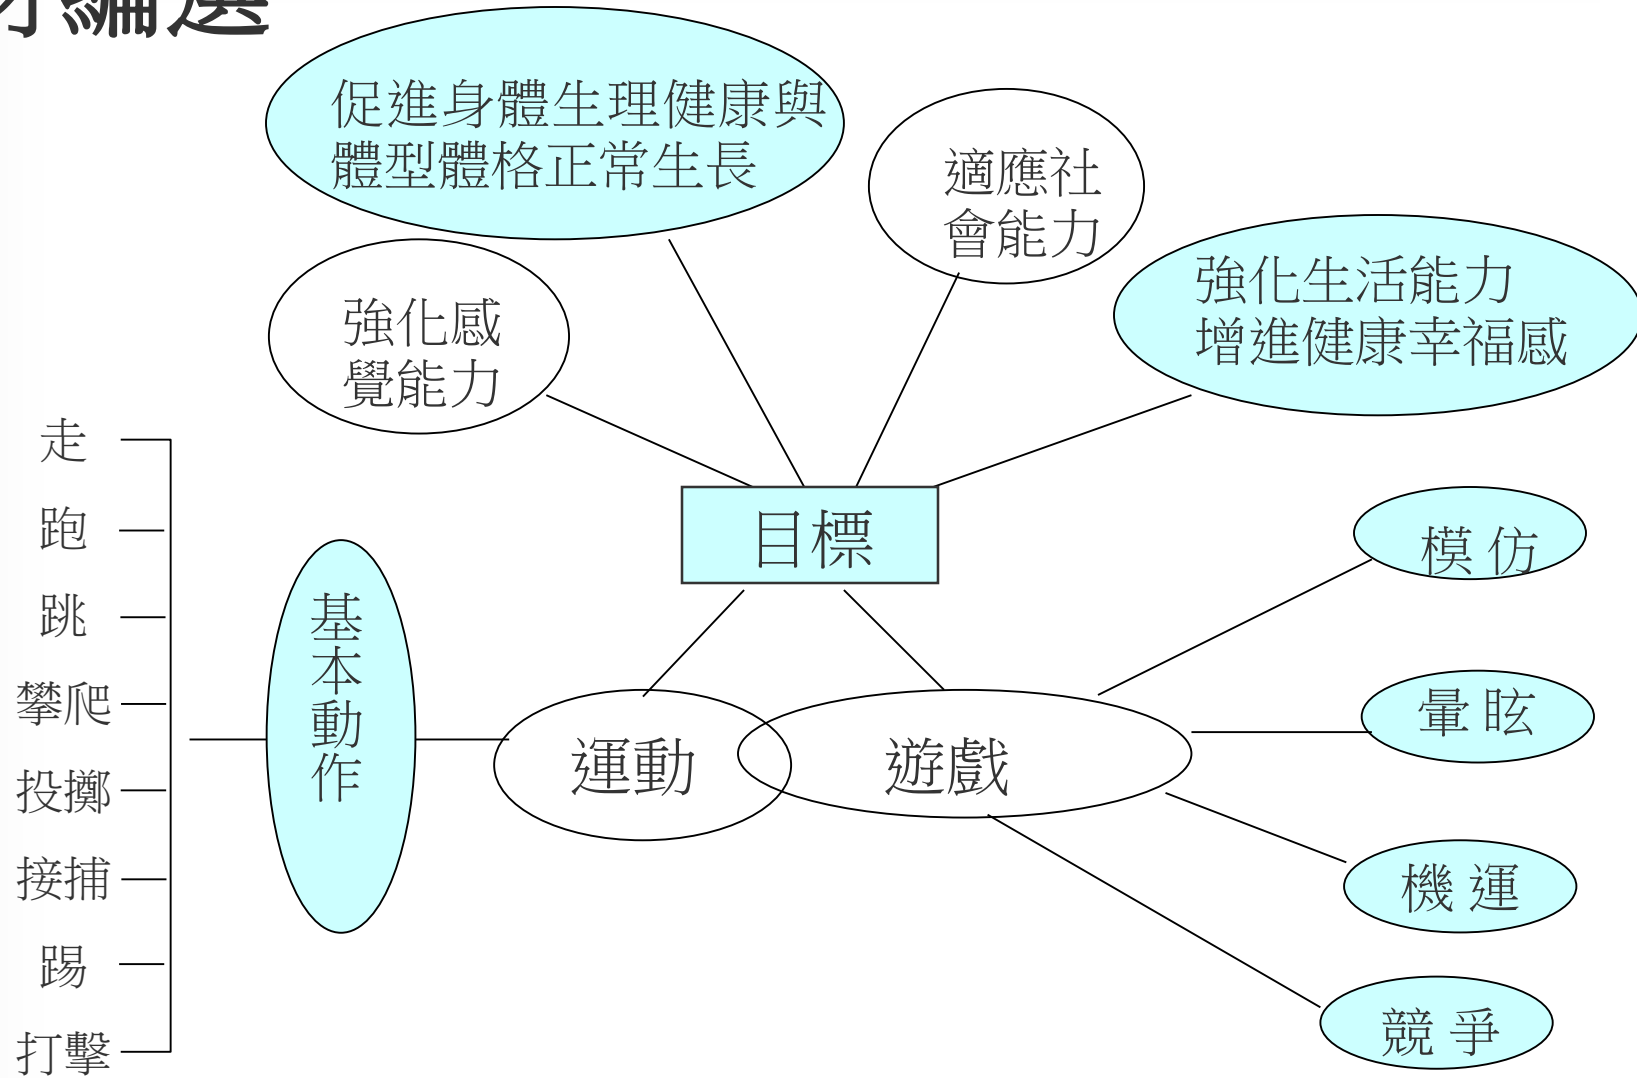 編選
促進身體生理健康與
體型體格正常生長
適應社
會能力
強化生活能力
增進健康幸福感
強化感
覺能力
目標
走
跑
跳
攀爬
投擲
接捕
踢
打擊
基本動作
運動
遊戲
模仿
暈眩
機運
競爭